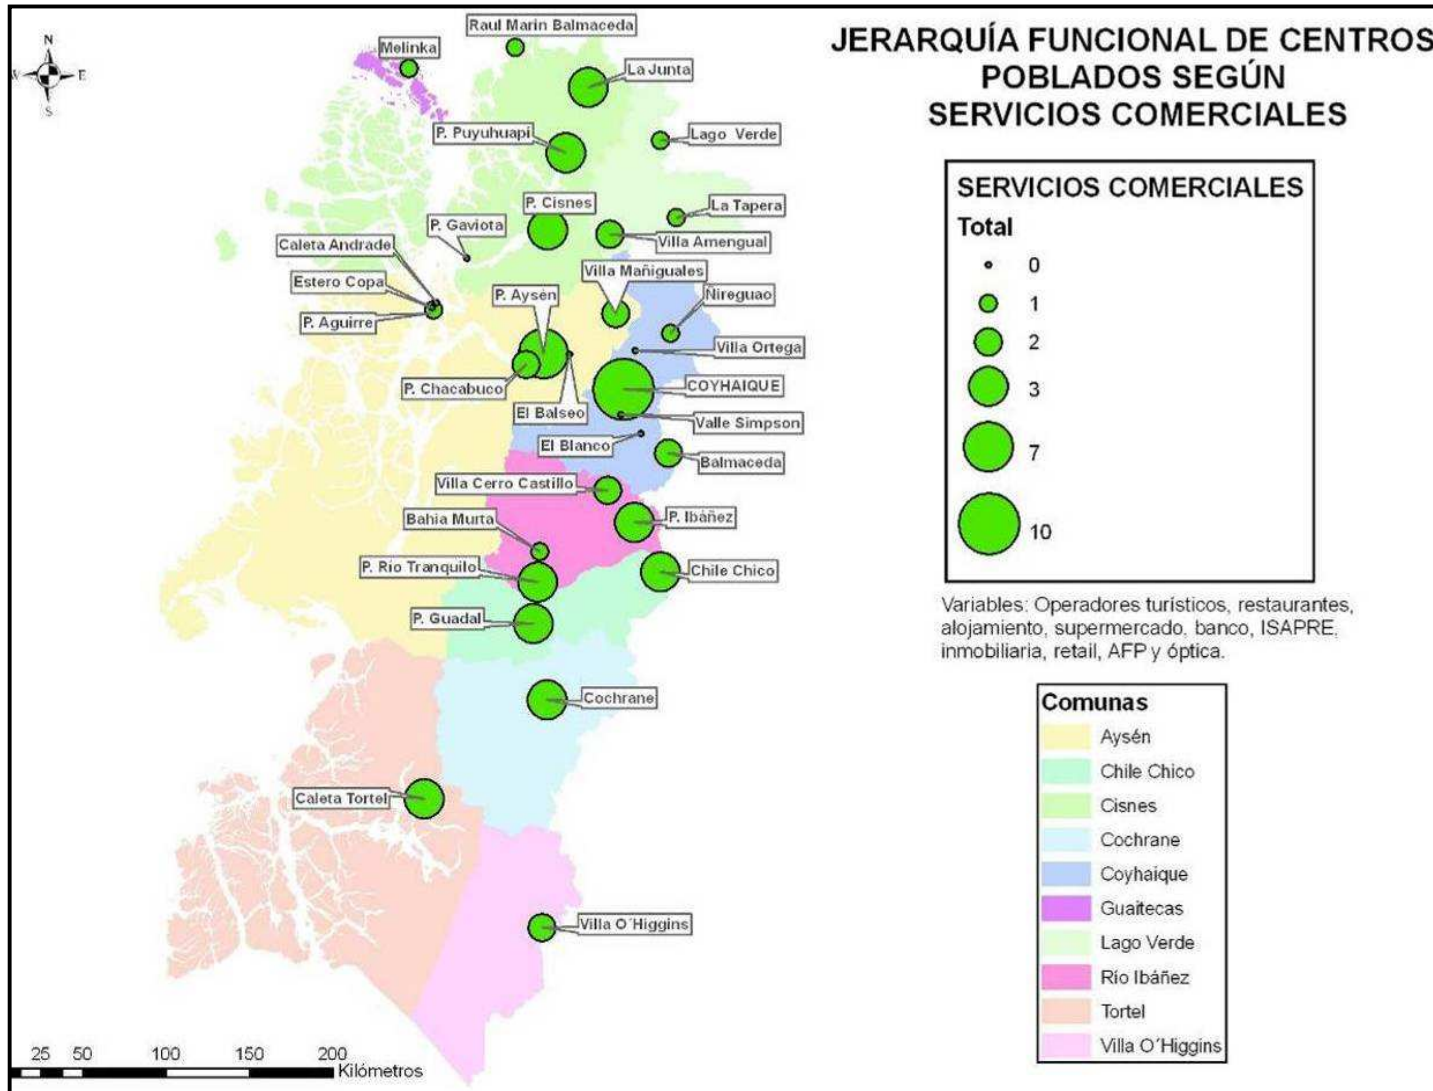 JERARQUÍA FUNCIONAL DE CENTROS
POBLADOS SEGÚN
SERVICIOS COMERCIALES
N
W
E
S
Raul Marin Balmaceda
Melinka
La Junta
P. Puyuhuapi
Lago Verde
La Tapera
P. Cisnes
P. Gaviota
Villa Amengual
Caleta Andrade
Villa Mañiguales
Estero Copa
P. Aysén
Ñireguao
P. Aguirre
Villa Ortega
P. Chacabuco
COYHAIQUE
El Balseo
Valle Simpson
El Blanco
Balmaceda
Villa Cerro Castillo
Bahia Murta
P. Ibáñez
P. Río Tranquilo
Chile Chico
P. Guadal
Cochrane
Caleta Tortel
Villa O´Higgins
25 50 100 150 200
Kilómetros
SERVICIOS COMERCIALES
Total
0
1
2
3
7
10
Variables: Operadores turísticos, restaurantes,
alojamiento, supermercado, banco, ISAPRE,
inmobiliaria, retail, AFP y óptica.
Comunas
Aysén
Chile Chico
Cisnes
Cochrane
Coyhaique
Guaitecas
Lago Verde
Río Ibáñez
Tortel
Villa O´Higgins